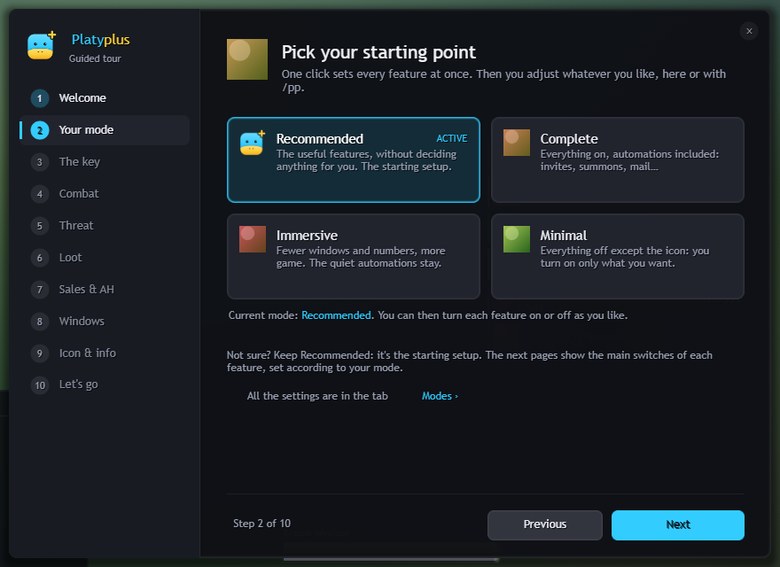 Platyplus
Guided tour
1 Welcome
2 Your mode
3 The key
4 Combat
5 Threat
6 Loot
7 Sales & AH
8 Windows
9 Icon & info
10 Let's go
×
Pick your starting point
One click sets every feature at once. Then you adjust whatever you like, here or with
/pp.
Recommended
ACTIVE
The useful features, without deciding
anything for you. The starting setup.
Complete
Everything on, automations included:
invites, summons, mail...
Immersive
Fewer windows and numbers, more
game. The quiet automations stay.
Minimal
Everything off except the icon: you
turn on only what you want.
Current mode: Recommended. You can then turn each feature on or off as you like.
Not sure? Keep Recommended: it's the starting setup. The next pages show the main switches of each
feature, set according to your mode.
All the settings are in the tab Modes ›
Step 2 of 10
Previous
Next